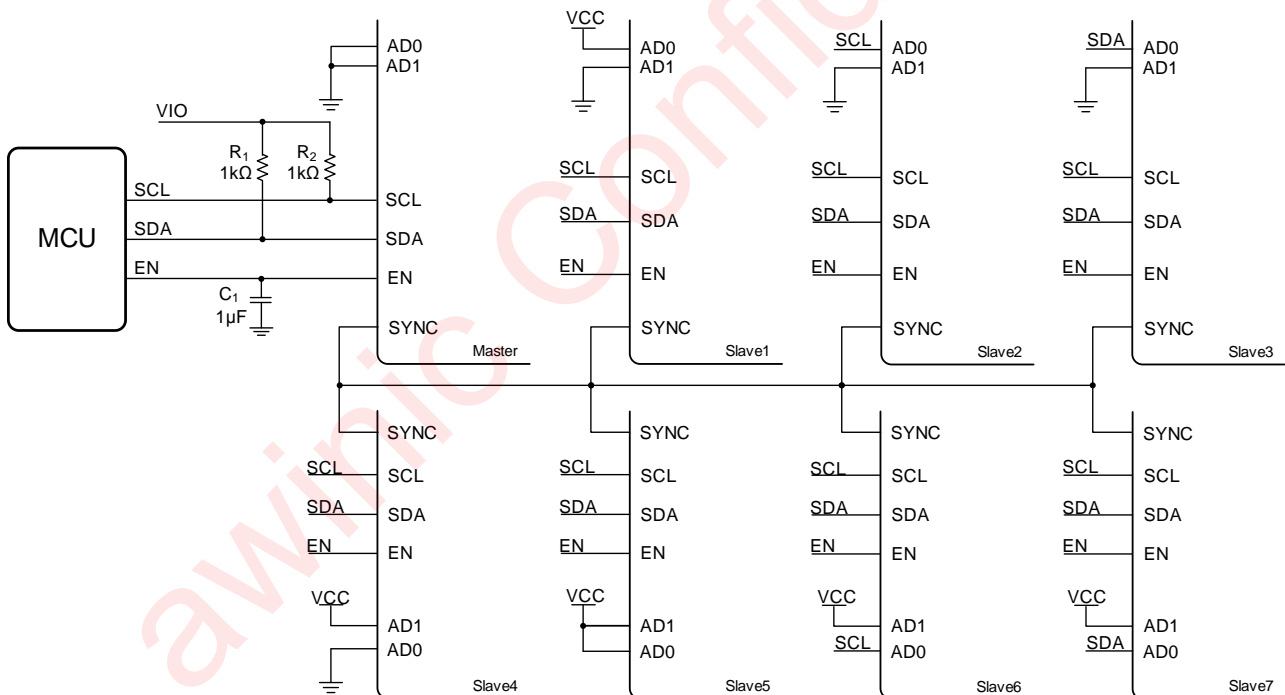 VCC
AD0
AD1
AD0
AD1
SCL
AD0
AD1
SDA
AD0
AD1
VIO
R₁
1kΩ
R₂
1kΩ
MCU
SCL
SDA
EN
C₁
1µF
SCL
SDA
EN
SYNC
Master
SCL
SCL
SDA
SDA
EN
EN
SYNC
Slave1
SCL
SCL
SDA
SDA
EN
EN
SYNC
Slave2
SCL
SCL
SDA
SDA
EN
EN
SYNC
Slave3
SYNC
SCL
SCL
SDA
SDA
EN
EN
VCC
AD1
AD0
Slave4
SYNC
SCL
SCL
SDA
SDA
EN
EN
VCC
AD1
AD0
Slave5
SYNC
SCL
SCL
SDA
SDA
EN
EN
VCC
AD1
SCL
AD0
Slave6
SYNC
SCL
SCL
SDA
SDA
EN
EN
VCC
AD1
SDA
AD0
Slave7
awinic